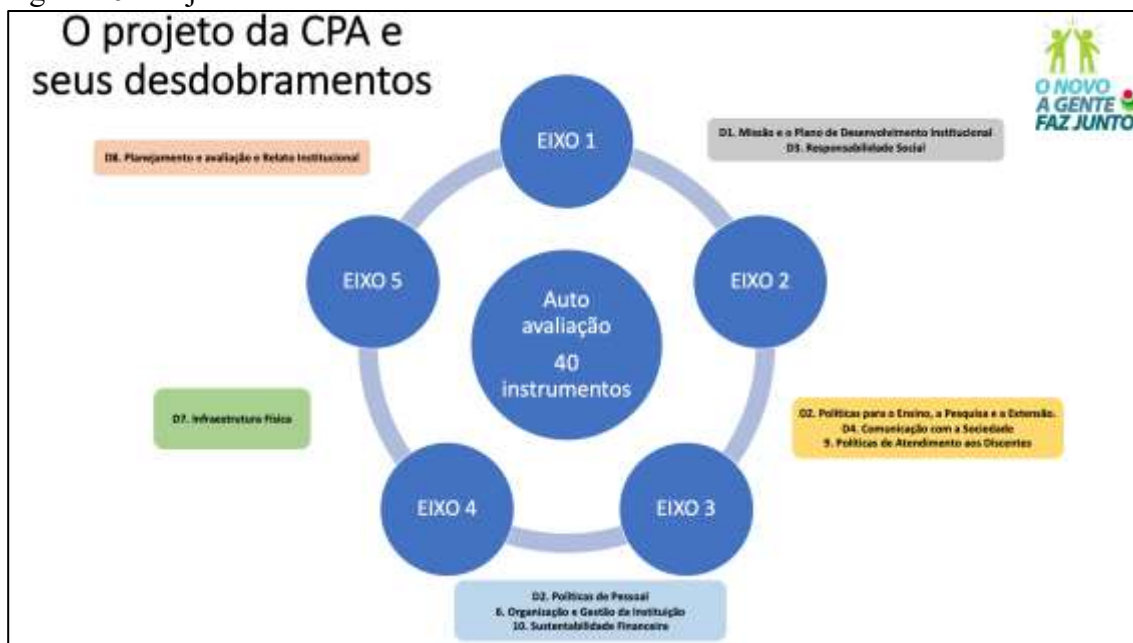 O projeto da CPA e
seus desdobramentos
O NOVO
A GENTE
FAZ JUNTO
D8. Planejamento e avaliação e Relato Institucional
EIXO 1
D1. Missão e o Plano de Desenvolvimento Institucional
D3. Responsabilidade Social
EIXO 5
EIXO 2
Auto
avaliação
40
instrumentos
D7. Infraestrutura Física
D2. Políticas para o Ensino, a Pesquisa e a Extensão.
D4. Comunicação com a Sociedade
9. Políticas de Atendimento aos Discentes
EIXO 4
EIXO 3
D2. Políticas de Pessoal
6. Organização e Gestão da Instituição
10. Sustentabilidade Financeira